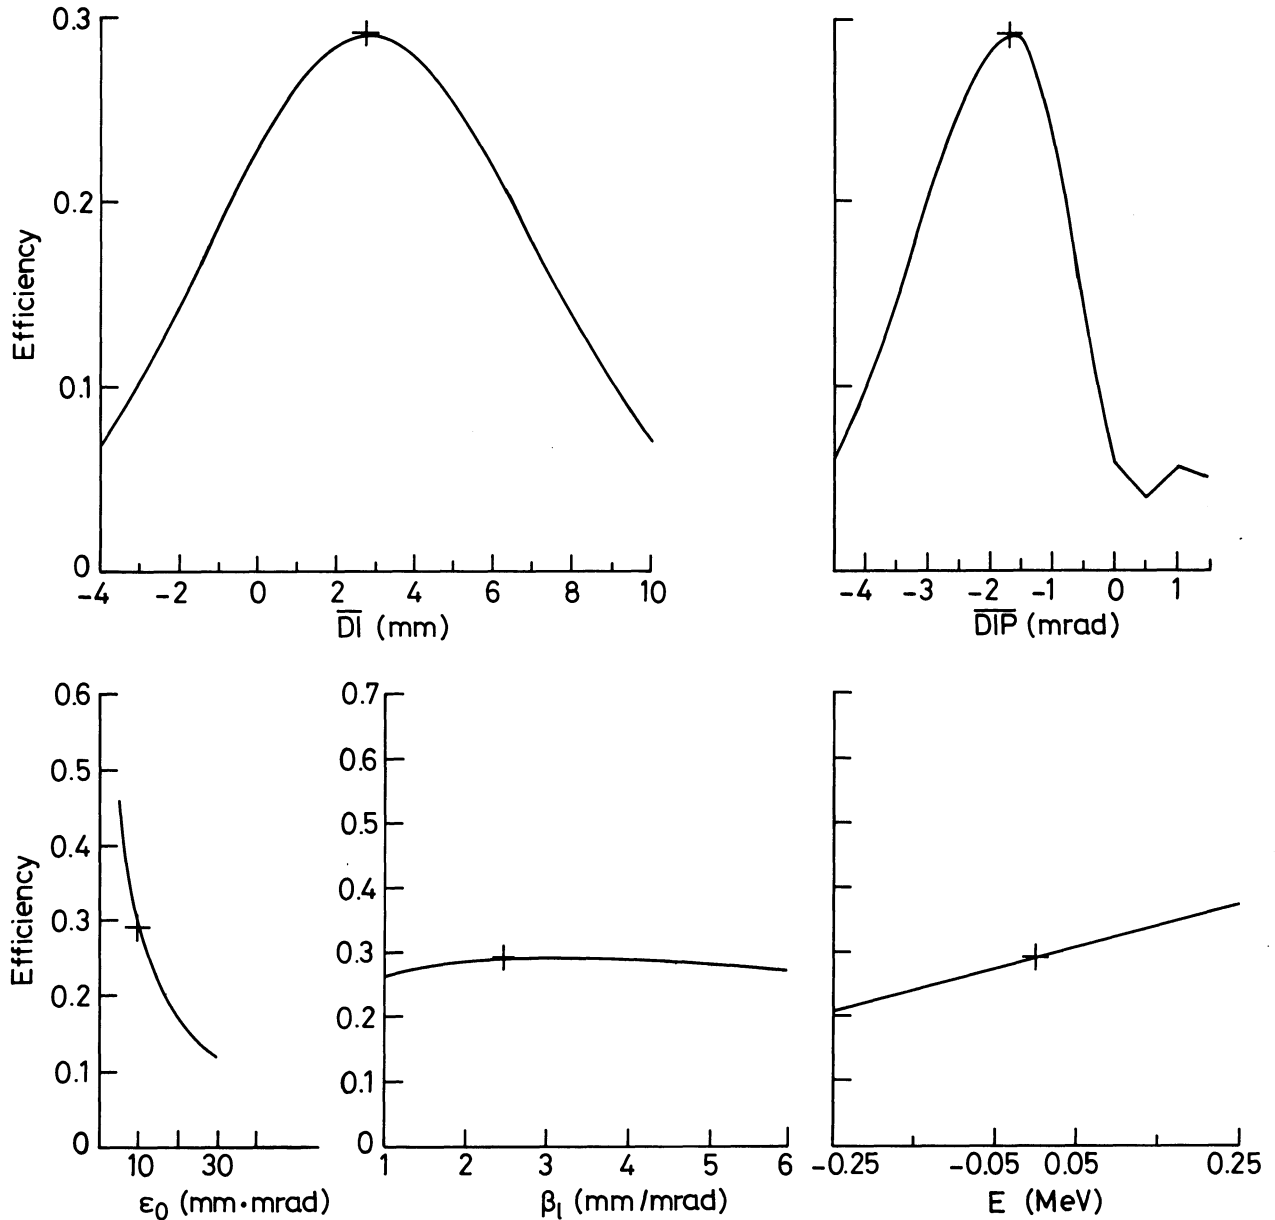 0.3
0.2
0.1
0
Efficiency
-4 -2 0 2 4 6 8 10
D̅I̅ (mm)
-4 -3 -2 -1 0 1
D̅I̅P̅ (mrad)
0.6
0.5
0.4
0.3
0.2
0.1
0
Efficiency
10 30
ε₀ (mm·mrad)
0.7
0.6
0.5
0.4
0.3
0.2
0.1
0
1 2 3 4 5 6
βₗ (mm/mrad)
-0.25 -0.05 0.05 0.25
E (MeV)